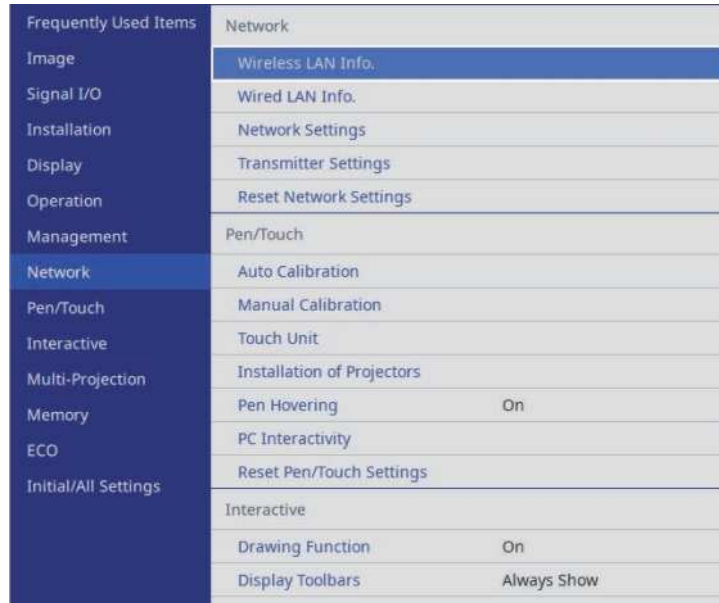 Frequently Used Items
Image
Signal I/O
Installation
Display
Operation
Management
Network
Pen/Touch
Interactive
Multi-Projection
Memory
ECO
Initial/All Settings
Network
Wireless LAN Info.
Wired LAN Info.
Network Settings
Transmitter Settings
Reset Network Settings
Pen/Touch
Auto Calibration
Manual Calibration
Touch Unit
Installation of Projectors
Pen Hovering On
PC Interactivity
Reset Pen/Touch Settings
Interactive
Drawing Function On
Display Toolbars Always Show